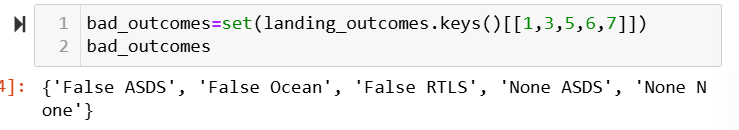 1 bad_outcomes=set(landing_outcomes.keys()[[1,3,5,6,7]])
2 bad_outcomes
4]: {'False ASDS', 'False Ocean', 'False RTLS', 'None ASDS', 'None N
one'}